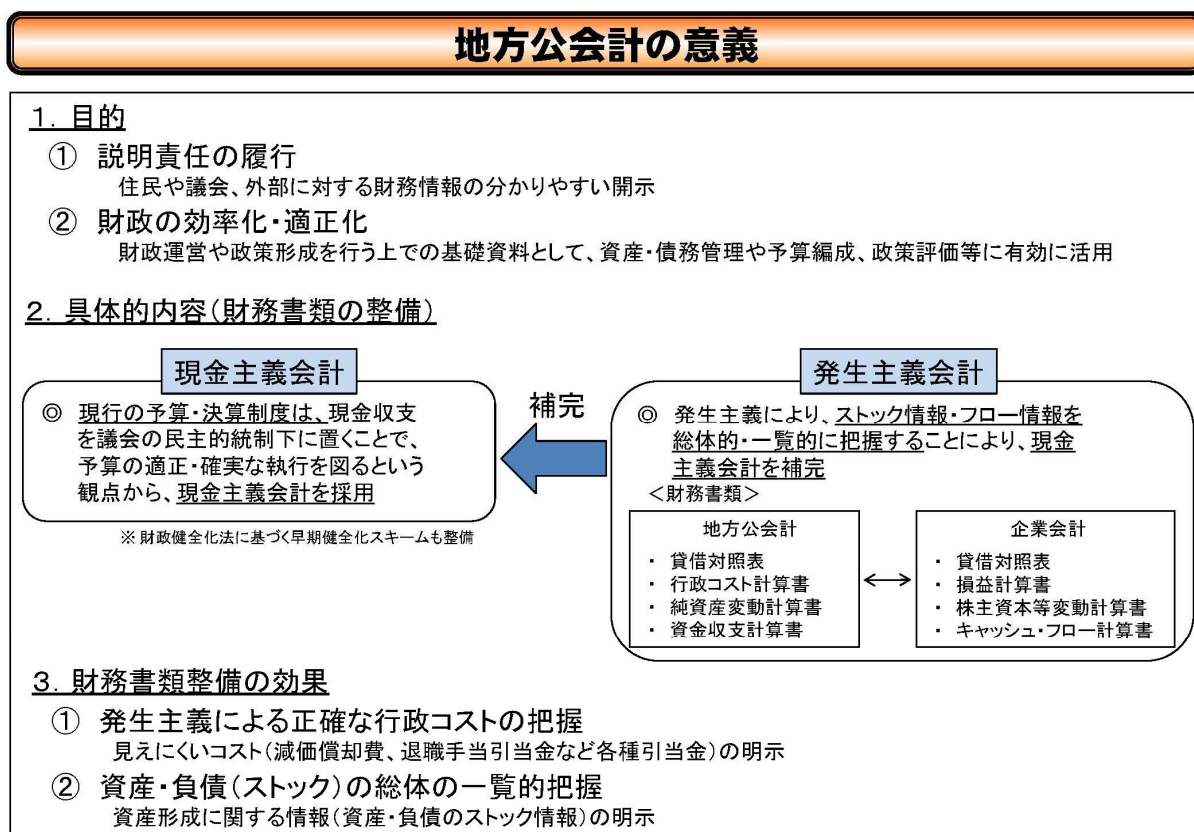 地方公会計の意義
１．目的
① 説明責任の履行
住民や議会、外部に対する財務情報の分かりやすい開示
② 財政の効率化・適正化
財政運営や政策形成を行う上での基礎資料として、資産・債務管理や予算編成、政策評価等に有効に活用
２．具体的内容（財務書類の整備）
現金主義会計
◎ 現行の予算・決算制度は、現金収支
を議会の民主的統制下に置くことで、
予算の適正・確実な執行を図るという
観点から、現金主義会計を採用
※ 財政健全化法に基づく早期健全化スキームも整備
補完
発生主義会計
◎ 発生主義により、ストック情報・フロー情報を
総体的・一覧的に把握することにより、現金
主義会計を補完
＜財務書類＞
地方公会計
・ 貸借対照表
・ 行政コスト計算書
・ 純資産変動計算書
・ 資金収支計算書
企業会計
・ 貸借対照表
・ 損益計算書
・ 株主資本等変動計算書
・ キャッシュ・フロー計算書
３．財務書類整備の効果
① 発生主義による正確な行政コストの把握
見えにくいコスト（減価償却費、退職手当引当金など各種引当金）の明示
② 資産・負債（ストック）の総体の一覧的把握
資産形成に関する情報（資産・負債のストック情報）の明示